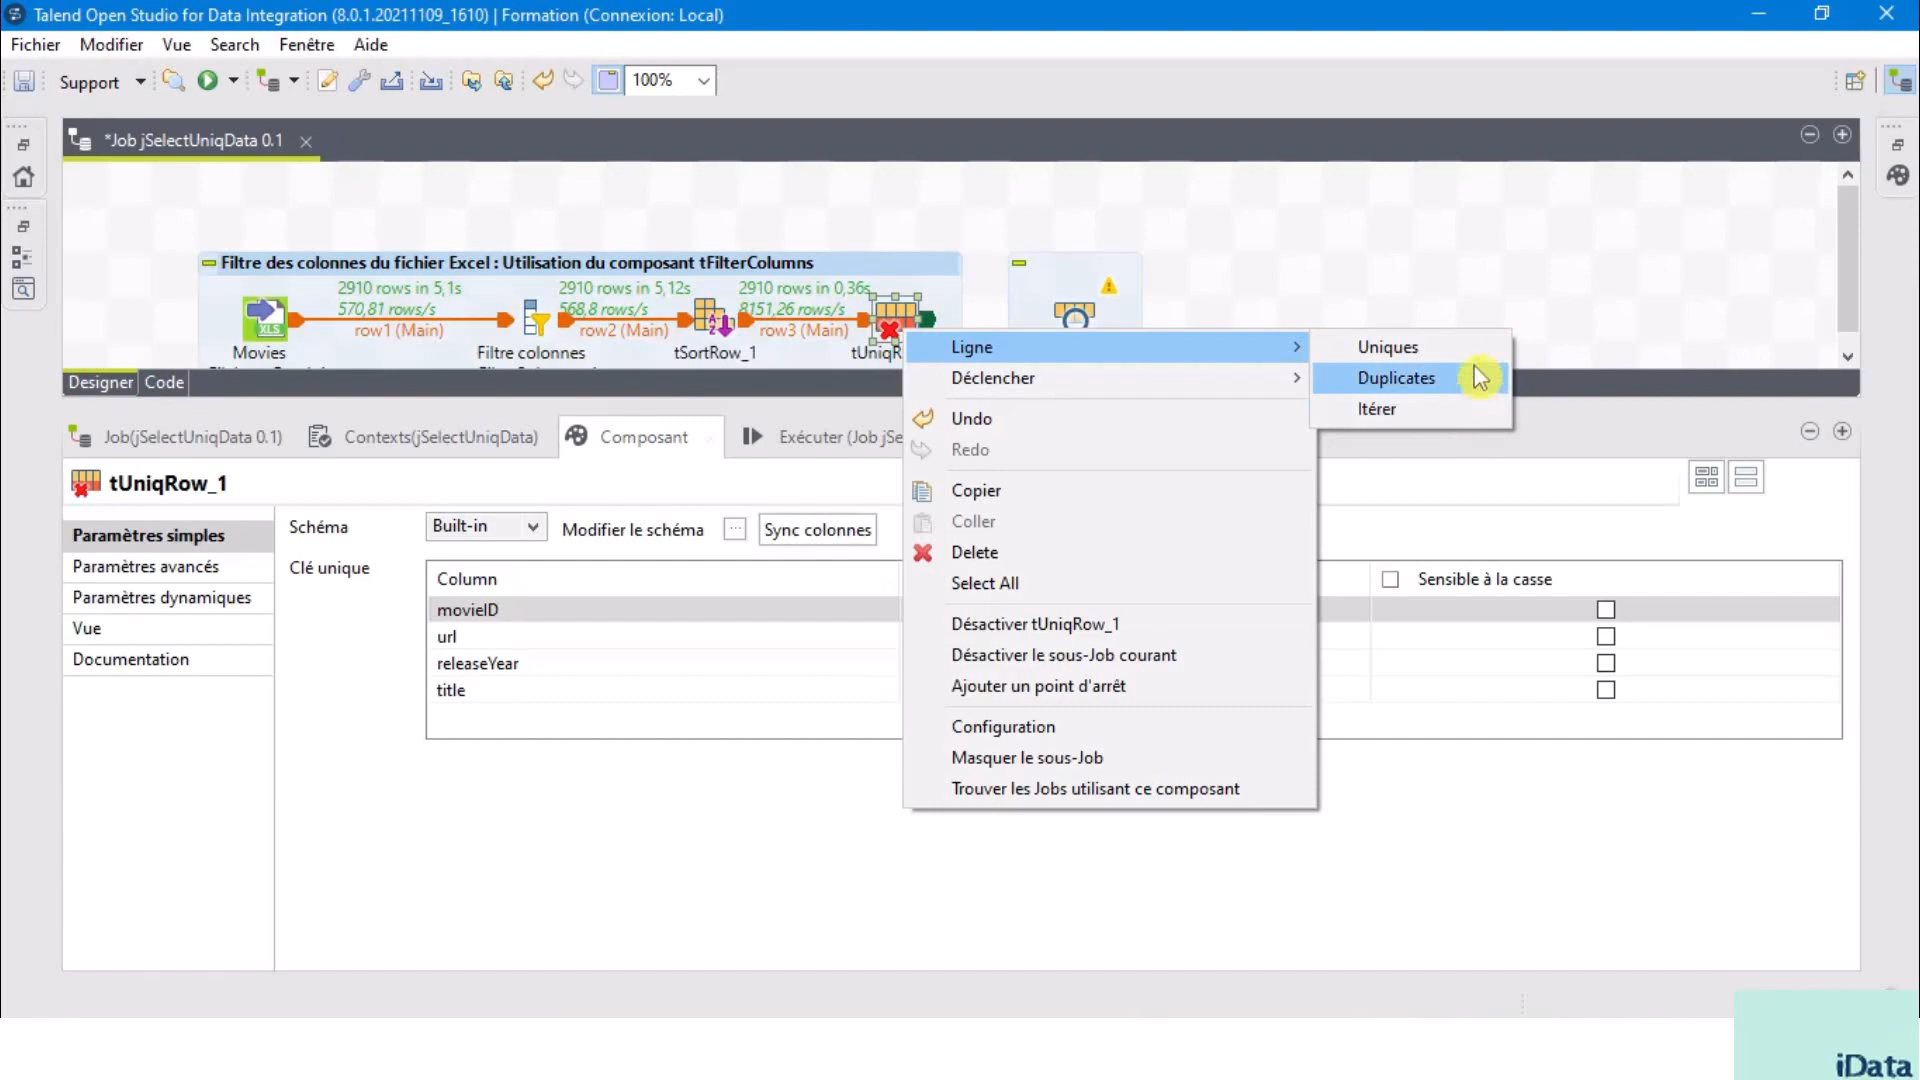 Talend Open Studio for Data Integration (8.0.1.20211109_1610) | Formation (Connexion: Local)
Fichier Modifier Vue Search Fenêtre Aide
Support 100%
*Job jSelectUniqData 0.1
Filtre des colonnes du fichier Excel : Utilisation du composant tFilterColumns
2910 rows in 5,1s 2910 rows in 5,12s 2910 rows in 0,36s
570,81 rows/s 568,8 rows/s 8151,26 rows/s
XLS
row1 (Main) row2 (Main) row3 (Main)
Movies Filtre colonnes tSortRow_1 tUniqR
Designer Code
Ligne
Déclencher
Undo
Redo
Copier
Coller
Delete
Select All
Désactiver tUniqRow_1
Désactiver le sous-Job courant
Ajouter un point d'arrêt
Configuration
Masquer le sous-Job
Trouver les Jobs utilisant ce composant
Uniques
Duplicates
Itérer
Job(jSelectUniqData 0.1) Contexts(jSelectUniqData) Composant Exécuter (Job jSe
tUniqRow_1
Paramètres simples
Paramètres avancés
Paramètres dynamiques
Vue
Documentation
Schéma Built-in Modifier le schéma ... Sync colonnes
Clé unique
Column Sensible à la casse
movieID
url
releaseYear
title
iData